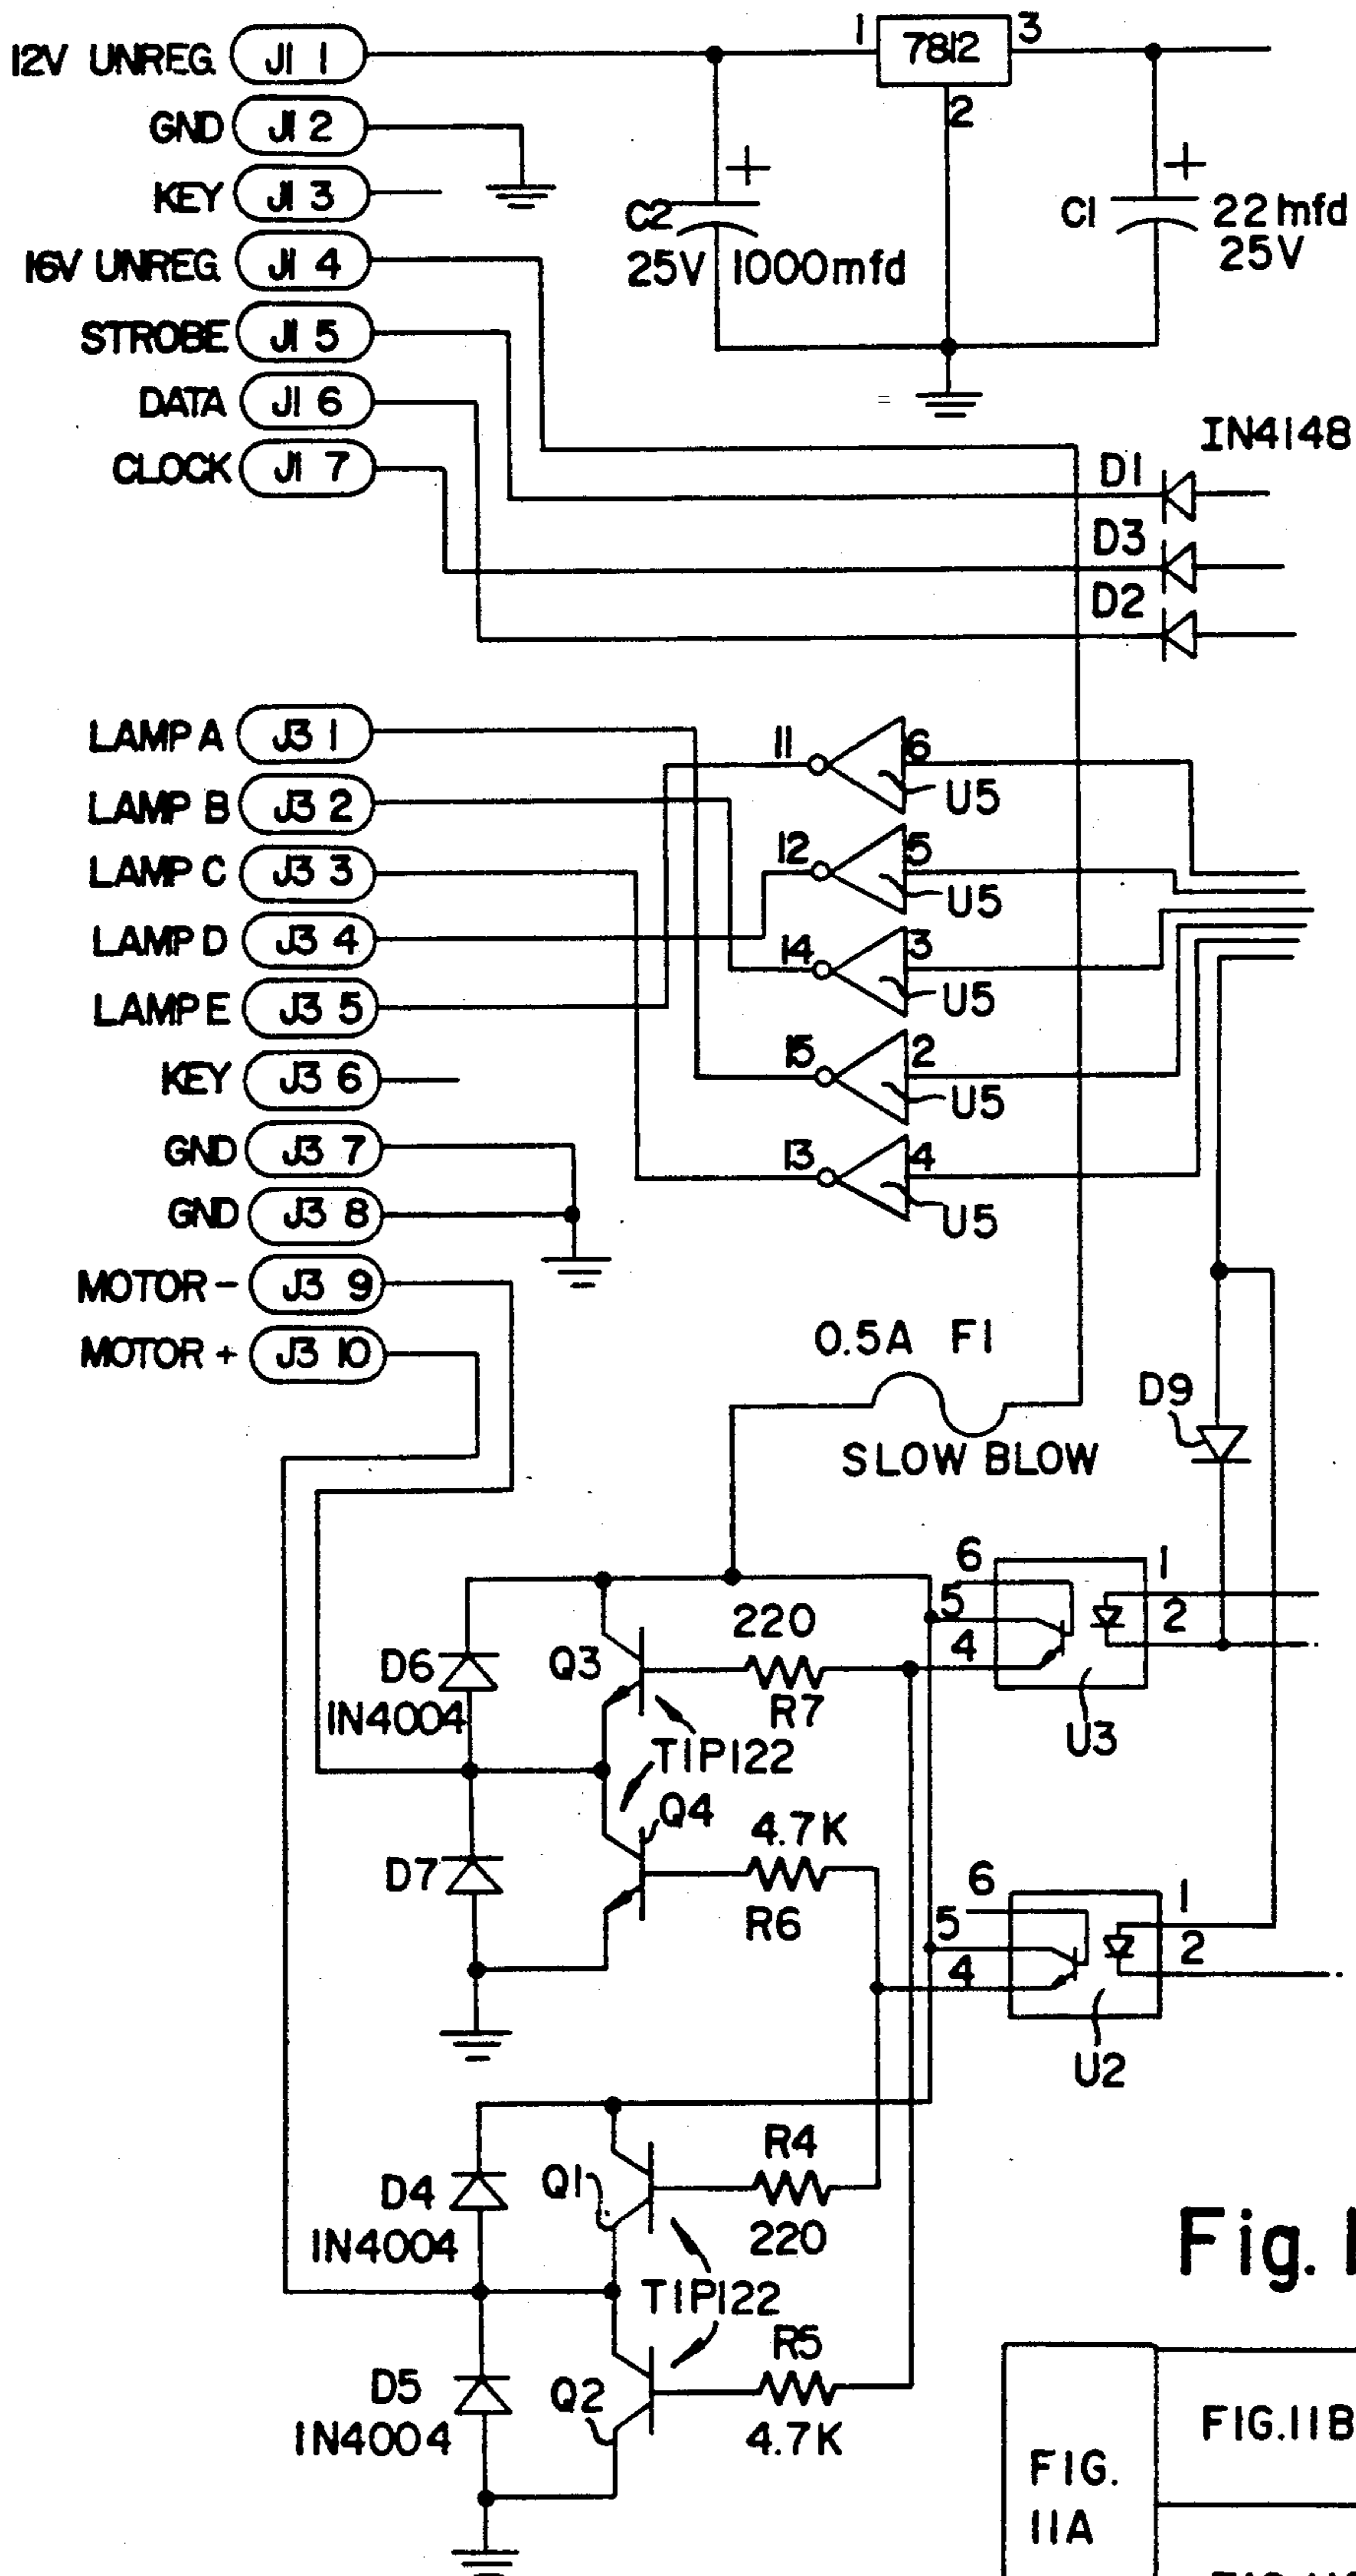 12V UNREG. J1 1
GND J1 2
KEY J1 3
16V UNREG. J1 4
STROBE J1 5
DATA J1 6
CLOCK J1 7
1 7812 3
2
+
C2
25V 1000mfd
+
C1 22mfd
25V
IN4148
D1
D3
D2
LAMP A J3 1
LAMP B J3 2
LAMP C J3 3
LAMP D J3 4
LAMP E J3 5
KEY J3 6
GND J3 7
GND J3 8
MOTOR - J3 9
MOTOR + J3 10
11 6
U5
12 5
U5
14 3
U5
15 2
U5
13 4
U5
0.5A F1
SLOW BLOW
D9
6 1
5 2
4
U3
220
R7
Q3
D6
IN4004
TIP122
Q4
4.7K
R6
D7
6 1
5 2
4
U2
R4
220
Q1
D4
IN4004
TIP122
R5
4.7K
Q2
D5
IN4004
Fig.
FIG.
11A
FIG.11B